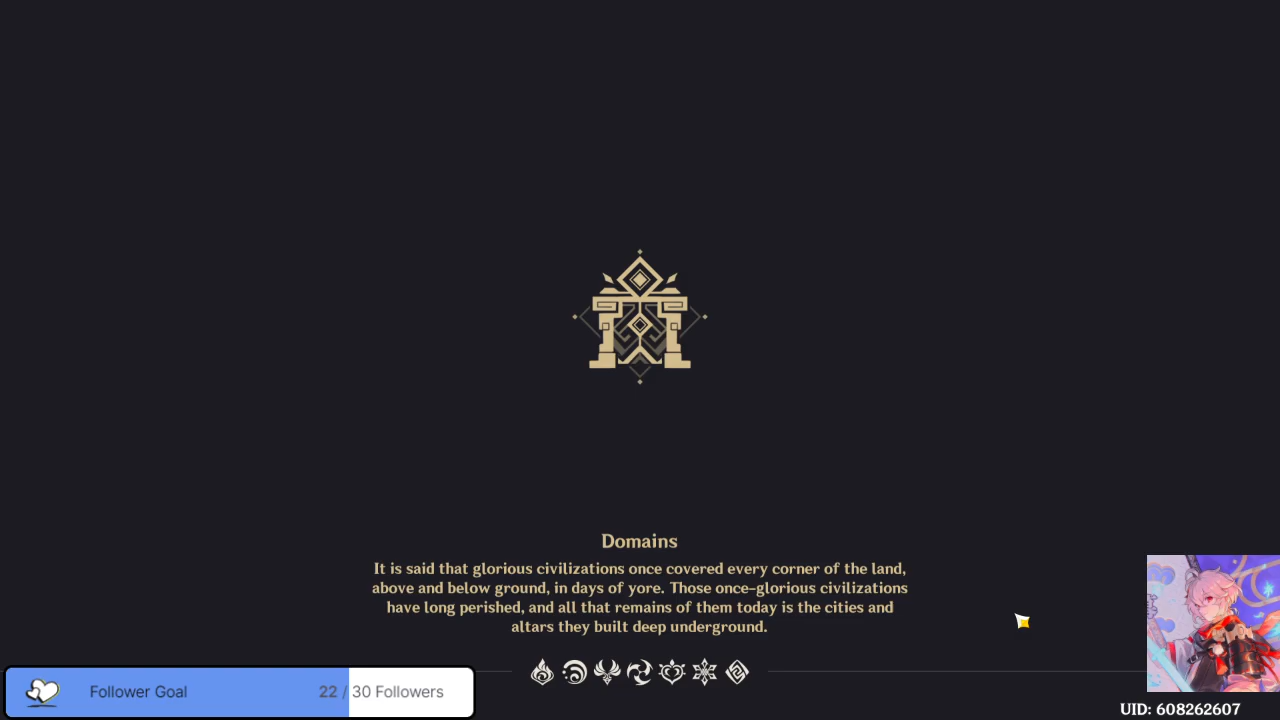 Domains
It is said that glorious civilizations once covered every corner of the land,
above and below ground, in days of yore. Those once-glorious civilizations
have long perished, and all that remains of them today is the cities and
altars they built deep underground.
Follower Goal 22 / 30 Followers
UID: 608262607